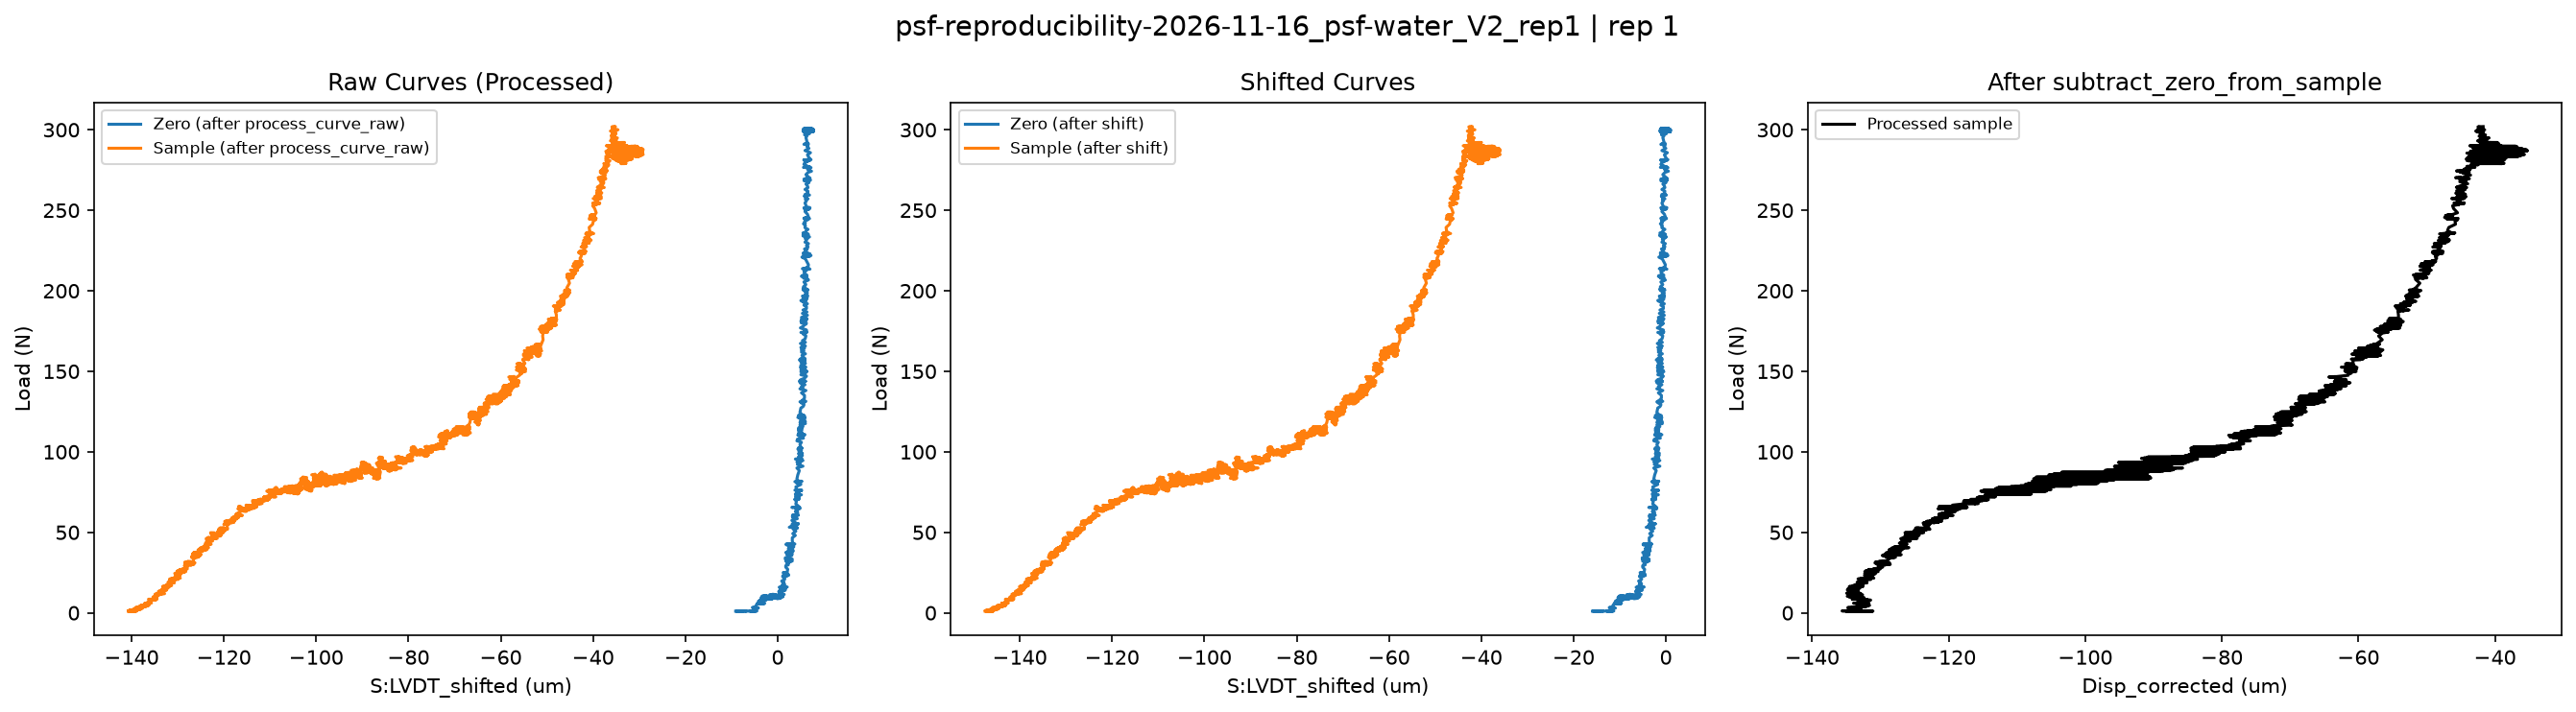 psf-reproducibility-2026-11-16_psf-water_V2_rep1 | rep 1
Raw Curves (Processed)
Zero (after process_curve_raw)
Sample (after process_curve_raw)
Load (N)
300
250
200
150
100
50
0
−140 −120 −100 −80 −60 −40 −20 0
S:LVDT_shifted (um)
Shifted Curves
Zero (after shift)
Sample (after shift)
Load (N)
300
250
200
150
100
50
0
−140 −120 −100 −80 −60 −40 −20 0
S:LVDT_shifted (um)
After subtract_zero_from_sample
Processed sample
Load (N)
300
250
200
150
100
50
0
−140 −120 −100 −80 −60 −40
Disp_corrected (um)